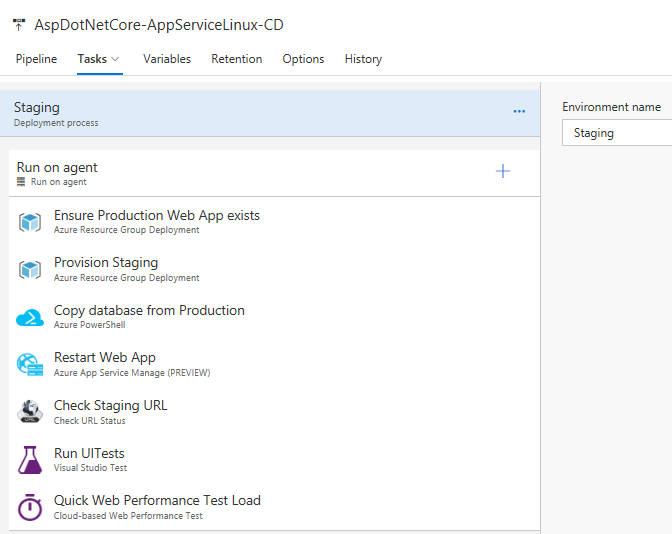 AspDotNetCore-AppServiceLinux-CD
Pipeline Tasks Variables Retention Options History
Staging
Deployment process
Environment name
Staging
Run on agent
Run on agent
Ensure Production Web App exists
Azure Resource Group Deployment
Provision Staging
Azure Resource Group Deployment
Copy database from Production
Azure PowerShell
Restart Web App
Azure App Service Manage (PREVIEW)
Check Staging URL
Check URL Status
Run UITests
Visual Studio Test
Quick Web Performance Test Load
Cloud-based Web Performance Test